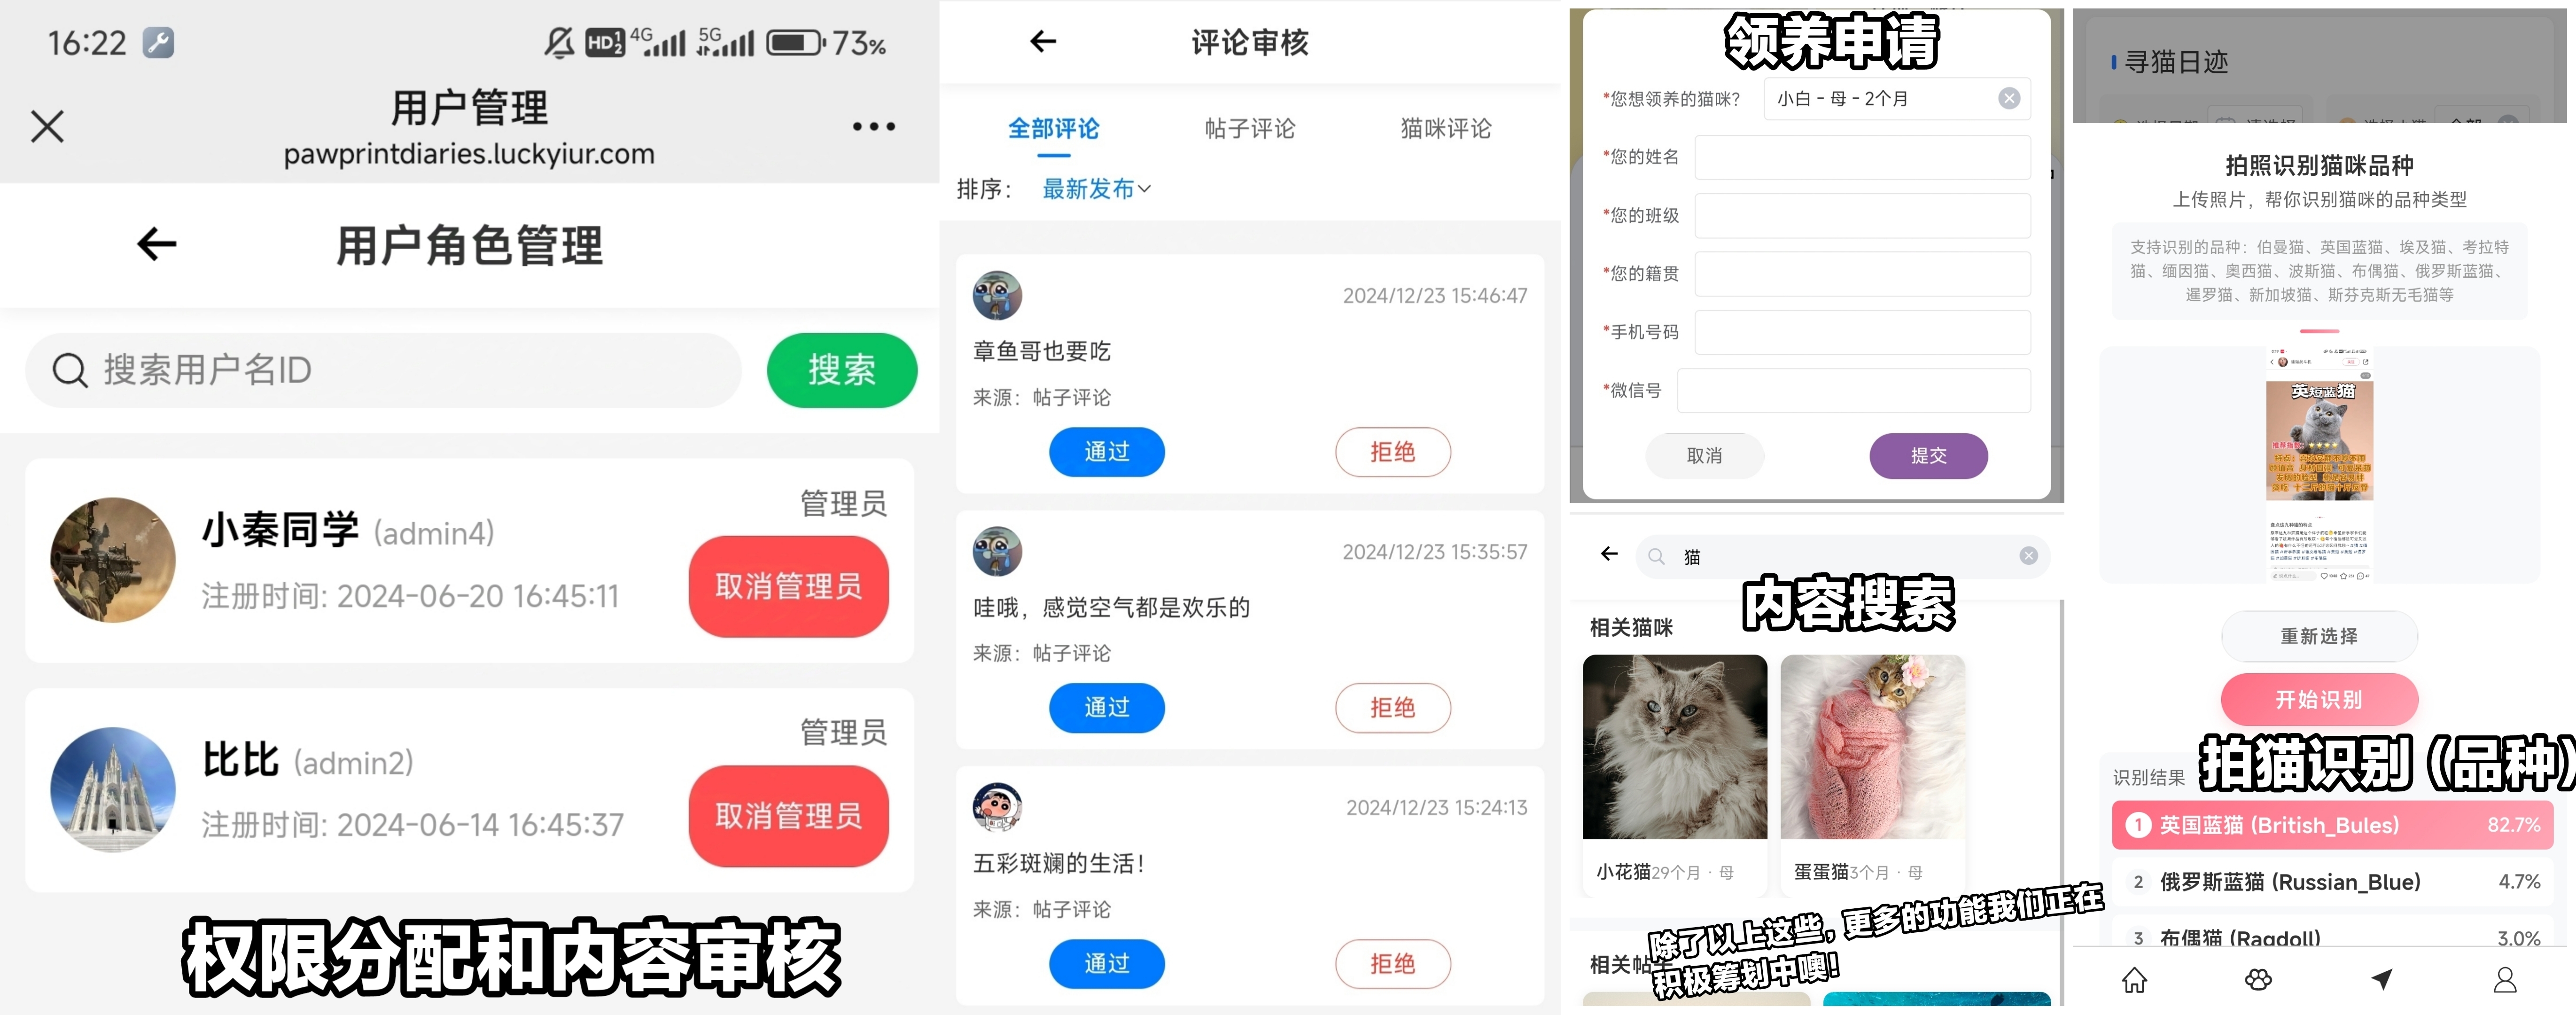 16:22
HD 1 2 4G 5G 73%
用户管理
pawprintdiaries.luckyiur.com
用户角色管理
搜索用户名ID
搜索
小秦同学 (admin4)
管理员
注册时间: 2024-06-20 16:45:11
取消管理员
比比 (admin2)
管理员
注册时间: 2024-06-14 16:45:37
取消管理员
权限分配和内容审核
评论审核
全部评论 帖子评论 猫咪评论
排序： 最新发布
2024/12/23 15:46:47
章鱼哥也要吃
来源：帖子评论
通过 拒绝
2024/12/23 15:35:57
哇哦，感觉空气都是欢乐的
来源：帖子评论
通过 拒绝
2024/12/23 15:24:13
五彩斑斓的生活！
来源：帖子评论
通过 拒绝
领养申请
*您想领养的猫咪? 小白 - 母 - 2个月
*您的姓名
*您的班级
*您的籍贯
*手机号码
*微信号
取消 提交
猫
内容搜索
相关猫咪
小花猫29个月 · 母
蛋蛋猫3个月 · 母
除了以上这些，更多的功能我们正在
积极筹划中噢！
相关帖子
寻猫日迹
拍照识别猫咪品种
上传照片，帮你识别猫咪的品种类型
支持识别的品种：伯曼猫、英国蓝猫、埃及猫、考拉特
猫、缅因猫、奥西猫、波斯猫、布偶猫、俄罗斯蓝猫、
暹罗猫、新加坡猫、斯芬克斯无毛猫等
英短蓝猫
重新选择
开始识别
拍猫识别（品种）
识别结果
1 英国蓝猫 (British_Bules) 82.7%
2 俄罗斯蓝猫 (Russian_Blue) 4.7%
3 布偶猫 (Ragdoll) 3.0%